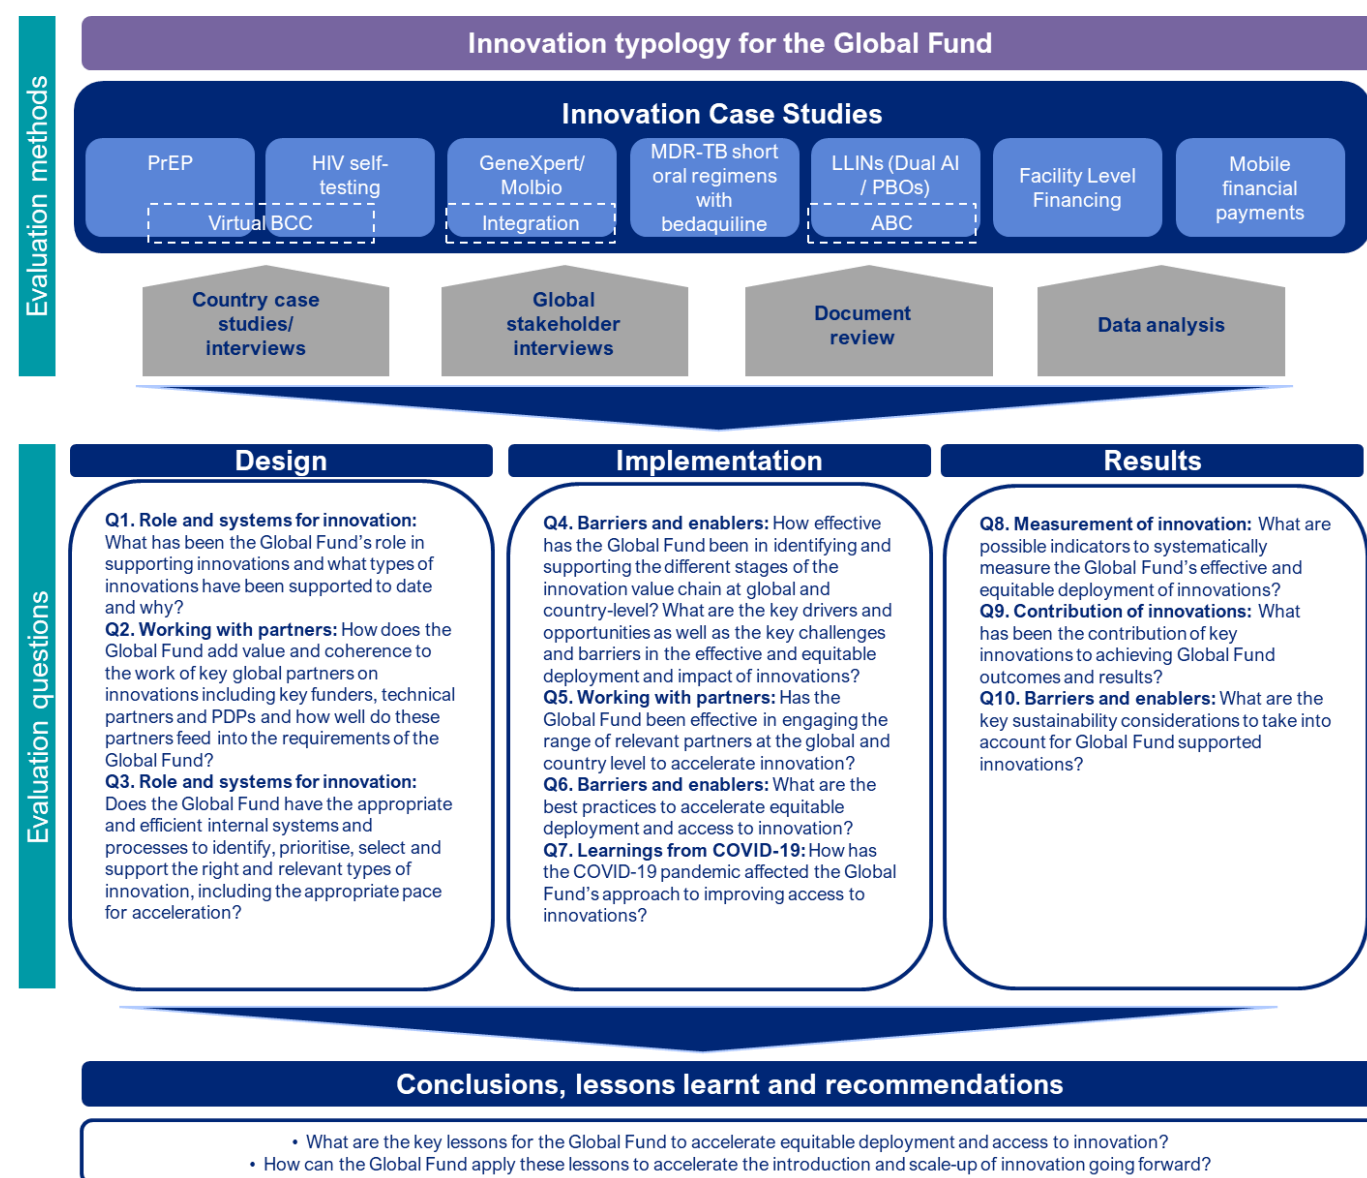 Evaluation methods
Innovation typology for the Global Fund
Innovation Case Studies
PrEP
HIV self-
testing
Virtual BCC
GeneXpert/
Molbio
Integration
MDR-TB short
oral regimens
with
bedaquiline
LLINs (Dual AI
/ PBOs)
ABC
Facility Level
Financing
Mobile
financial
payments
Country case
studies/
interviews
Global
stakeholder
interviews
Document
review
Data analysis
Evaluation questions
Design
Q1. Role and systems for innovation:
What has been the Global Fund’s role in
supporting innovations and what types of
innovations have been supported to date
and why?
Q2. Working with partners: How does the
Global Fund add value and coherence to
the work of key global partners on
innovations including key funders, technical
partners and PDPs and how well do these
partners feed into the requirements of the
Global Fund?
Q3. Role and systems for innovation:
Does the Global Fund have the appropriate
and efficient internal systems and
processes to identify, prioritise, select and
support the right and relevant types of
innovation, including the appropriate pace
for acceleration?
Implementation
Q4. Barriers and enablers: How effective
has the Global Fund been in identifying and
supporting the different stages of the
innovation value chain at global and
country-level? What are the key drivers and
opportunities as well as the key challenges
and barriers in the effective and equitable
deployment and impact of innovations?
Q5. Working with partners: Has the
Global Fund been effective in engaging the
range of relevant partners at the global and
country level to accelerate innovation?
Q6. Barriers and enablers: What are the
best practices to accelerate equitable
deployment and access to innovation?
Q7. Learnings from COVID-19: How has
the COVID-19 pandemic affected the Global
Fund’s approach to improving access to
innovations?
Results
Q8. Measurement of innovation: What are
possible indicators to systematically
measure the Global Fund’s effective and
equitable deployment of innovations?
Q9. Contribution of innovations: What
has been the contribution of key
innovations to achieving Global Fund
outcomes and results?
Q10. Barriers and enablers: What are the
key sustainability considerations to take into
account for Global Fund supported
innovations?
Conclusions, lessons learnt and recommendations
• What are the key lessons for the Global Fund to accelerate equitable deployment and access to innovation?
• How can the Global Fund apply these lessons to accelerate the introduction and scale-up of innovation going forward?